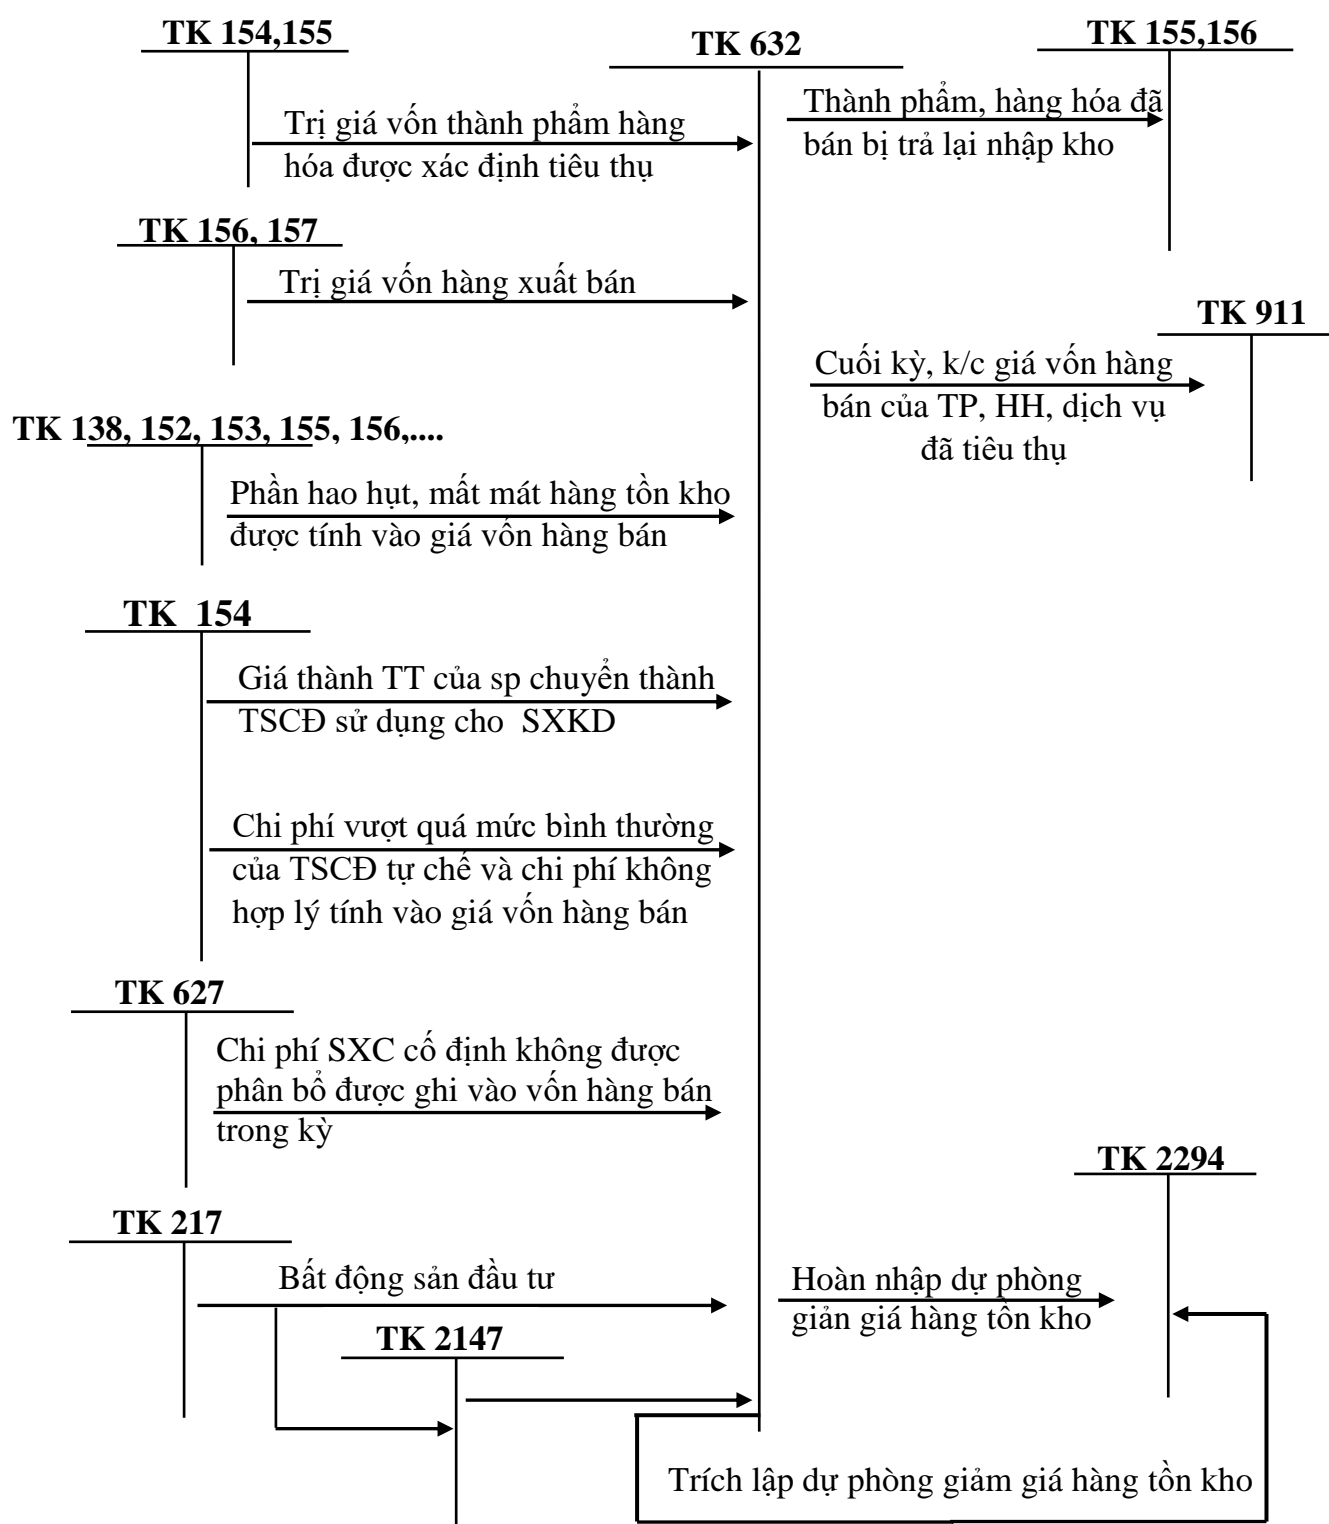 TK 154,155
TK 632
TK 155,156
Trị giá vốn thành phẩm hàng
hóa được xác định tiêu thụ
Thành phẩm, hàng hóa đã
bán bị trả lại nhập kho
TK 156, 157
Trị giá vốn hàng xuất bán
TK 911
Cuối kỳ, k/c giá vốn hàng
bán của TP, HH, dịch vụ
đã tiêu thụ
TK 138, 152, 153, 155, 156,....
Phần hao hụt, mất mát hàng tồn kho
được tính vào giá vốn hàng bán
TK 154
Giá thành TT của sp chuyển thành
TSCĐ sử dụng cho SXKD
Chi phí vượt quá mức bình thường
của TSCĐ tự chế và chi phí không
hợp lý tính vào giá vốn hàng bán
TK 627
Chi phí SXC cố định không được
phân bổ được ghi vào vốn hàng bán
trong kỳ
TK 2294
TK 217
Bất động sản đầu tư
Hoàn nhập dự phòng
giản giá hàng tồn kho
TK 2147
Trích lập dự phòng giảm giá hàng tồn kho